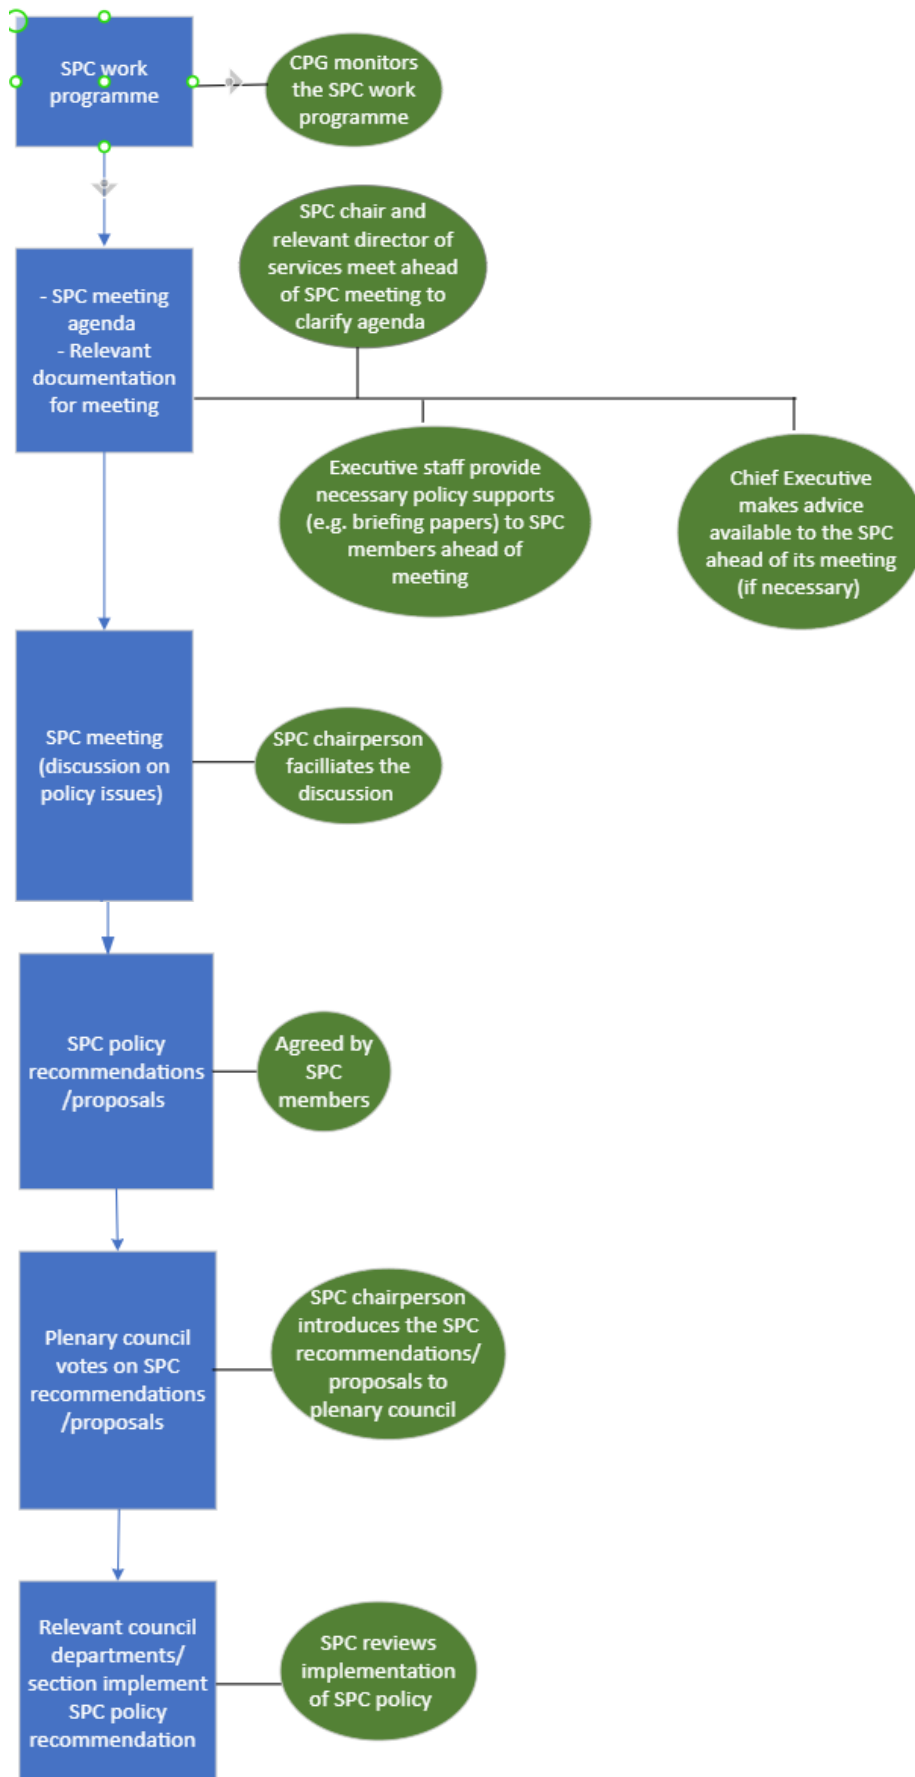 SPC work
programme
CPG monitors
the SPC work
programme
SPC chair and
relevant director of
services meet ahead
of SPC meeting to
clarify agenda
- SPC meeting
agenda
- Relevant
documentation
for meeting
Executive staff provide
necessary policy supports
(e.g. briefing papers) to SPC
members ahead of
meeting
Chief Executive
makes advice
available to the SPC
ahead of its meeting
(if necessary)
SPC meeting
(discussion on
policy issues)
SPC chairperson
facilliates the
discussion
SPC policy
recommendations
/proposals
Agreed by
SPC
members
Plenary council
votes on SPC
recommendations
/proposals
SPC chairperson
introduces the SPC
recommendations/
proposals to
plenary council
Relevant council
departments/
section implement
SPC policy
recommendation
SPC reviews
implementation
of SPC policy